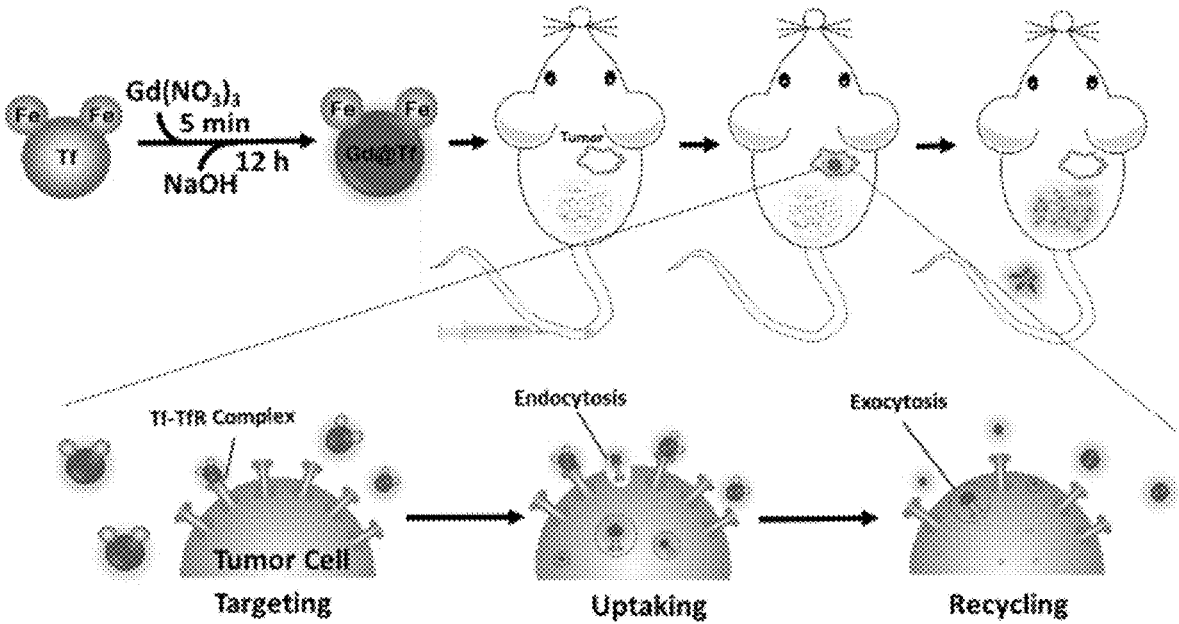 Gd(NO3)3
Fe Fe
5 min
Tf
12 h
NaOH
Fe Fe
Gd@Tf
Tumor
Tf-TfR Complex
Endocytosis
Exocytosis
Tumor Cell
Targeting
Uptaking
Recycling